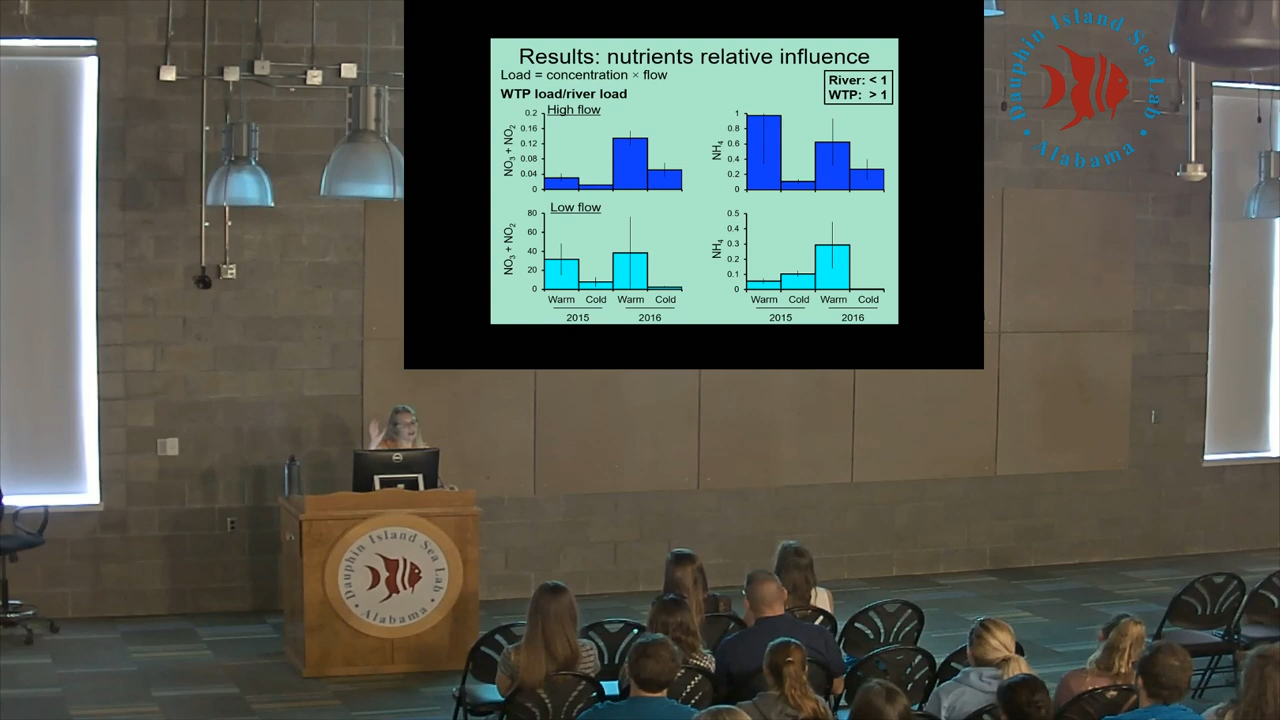 Results: nutrients relative influence
Load = concentration × flow
WTP load/river load
River: < 1
WTP: > 1
High flow
NO3 + NO2
0.2
0.16
0.12
0.08
0.04
0
NH4
1
0.8
0.6
0.4
0.2
0
Low flow
NO3 + NO2
80
60
40
20
0
Warm Cold Warm Cold
2015 2016
NH4
0.5
0.4
0.3
0.2
0.1
0
Warm Cold Warm Cold
2015 2016
Dauphin Island Sea Lab
• Alabama •
DELL
Dauphin Island Sea Lab
• Alabama •